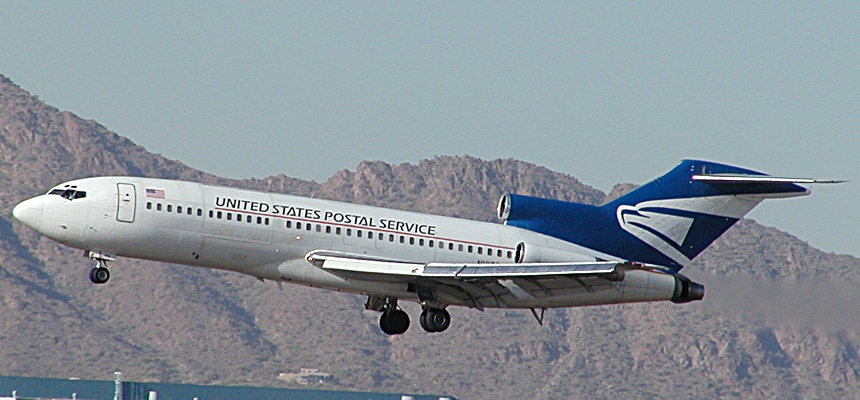 UNITED STATES POSTAL SERVICE